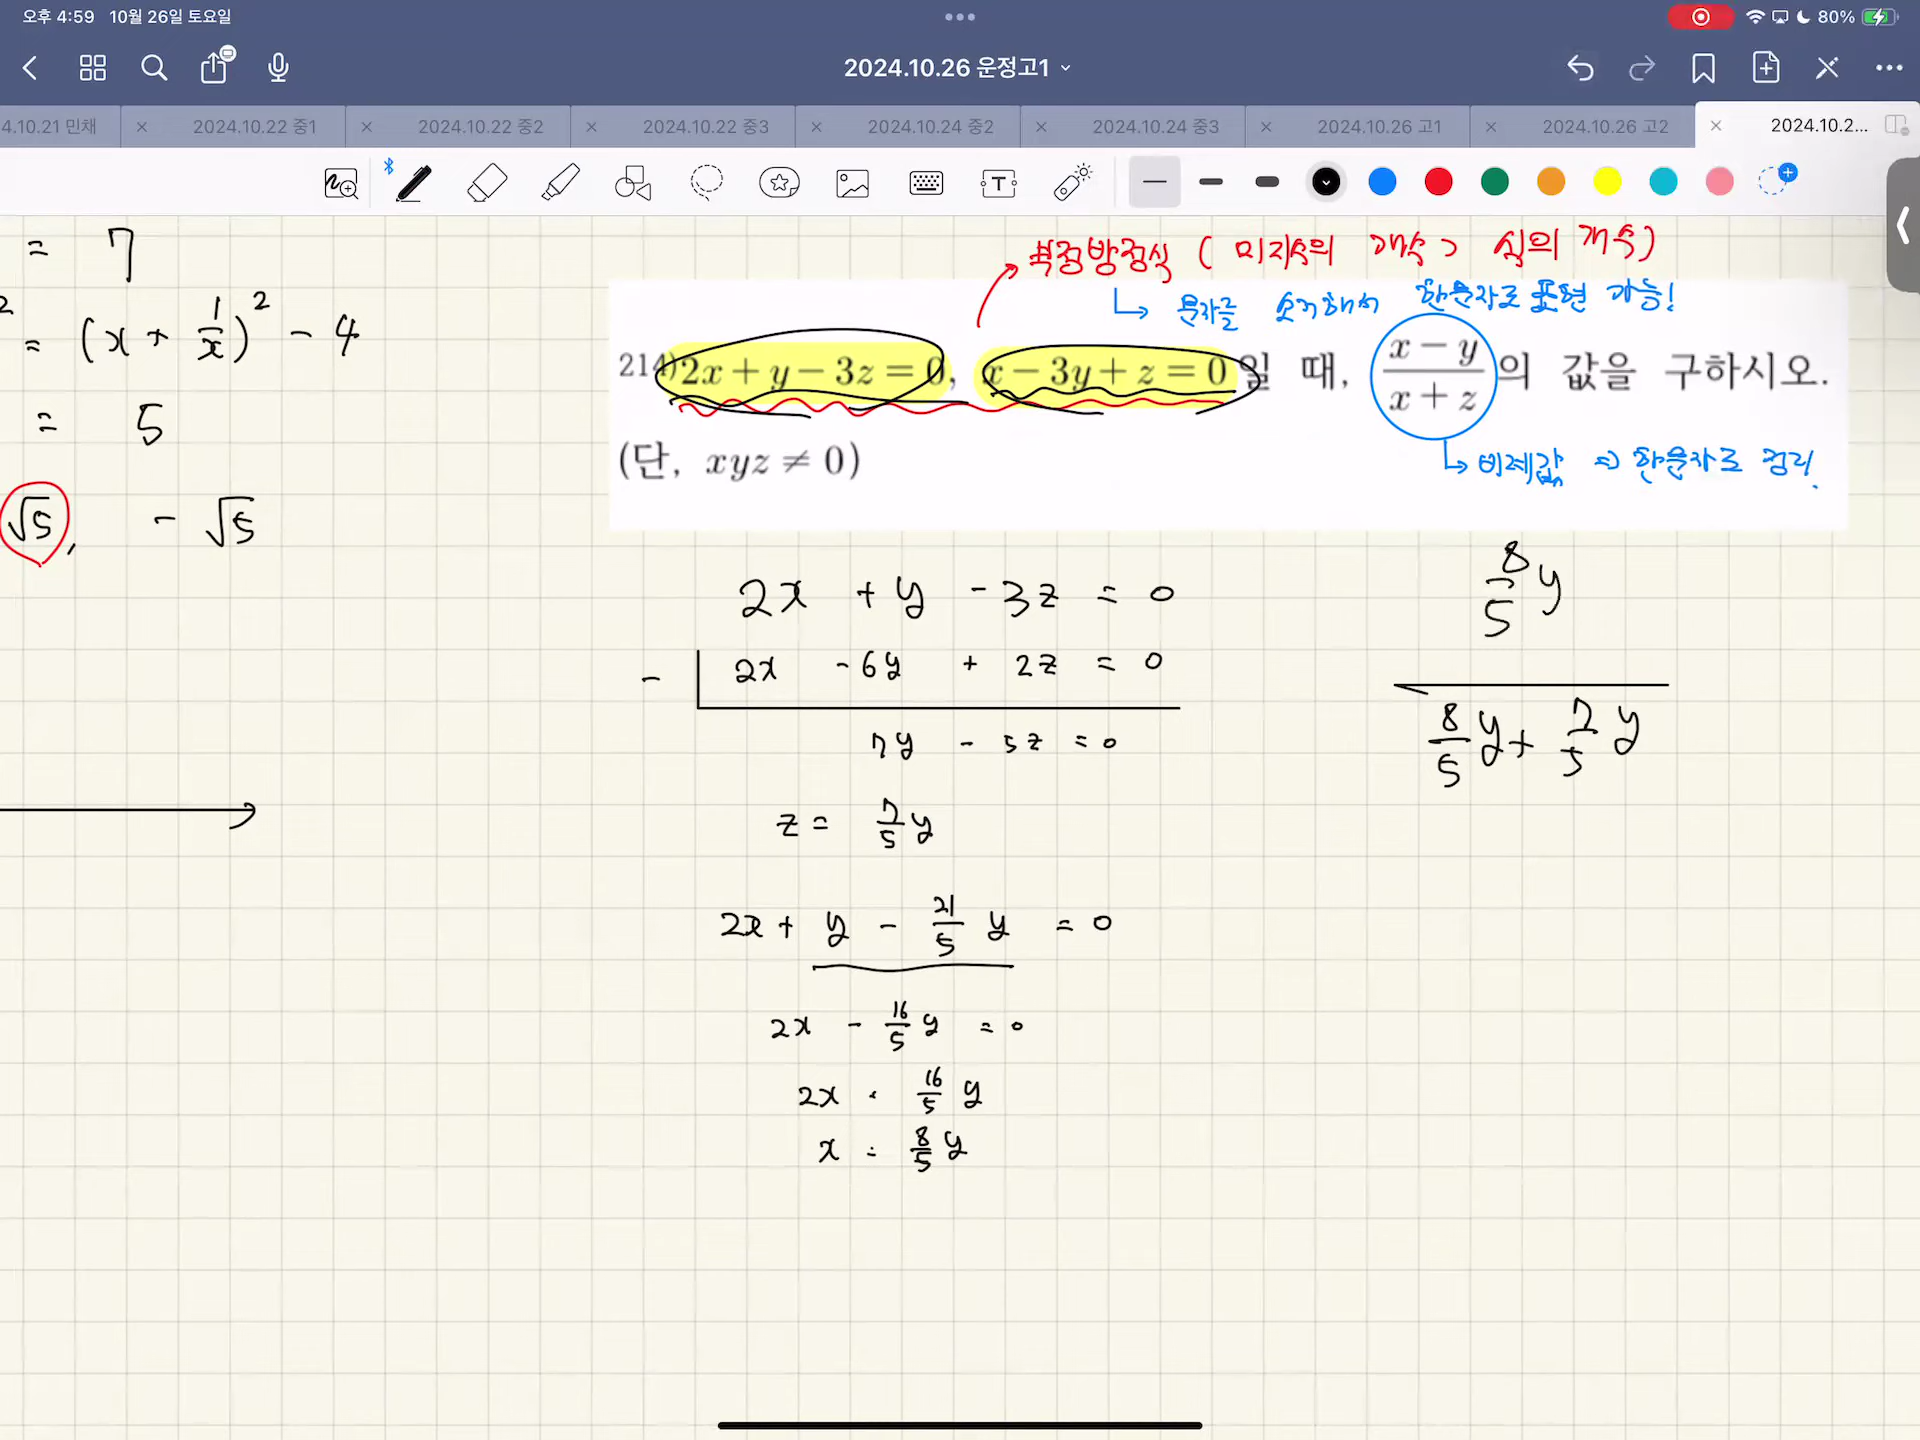 오후 4:59 10월 26일 토요일
80%
2024.10.26 운정고1
4.10.21 민채
2024.10.22 중1
2024.10.22 중2
2024.10.22 중3
2024.10.24 중2
2024.10.24 중3
2024.10.26 고1
2024.10.26 고2
2024.10.2...
= 7
2 = (x + 1/x)² - 4
= 5
√5, - √5
부정방정식 ( 미지수의 개수 > 식의 개수 )
↳ 문자를 소거해서 한문자로 표현 가능!
214) 2x + y - 3z = 0, x - 3y + z = 0일 때, (x - y)/(x + z)의 값을 구하시오.
(단, xyz ≠ 0)
↳ 비례값 ⇒ 한문자로 정리.
2x + y - 3z = 0
- 2x - 6y + 2z = 0
7y - 5z = 0
z = 7/5 y
2x + y - 21/5 y = 0
2x - 16/5 y = 0
2x = 16/5 y
x = 8/5 y
8/5 y
8/5 y + 7/5 y